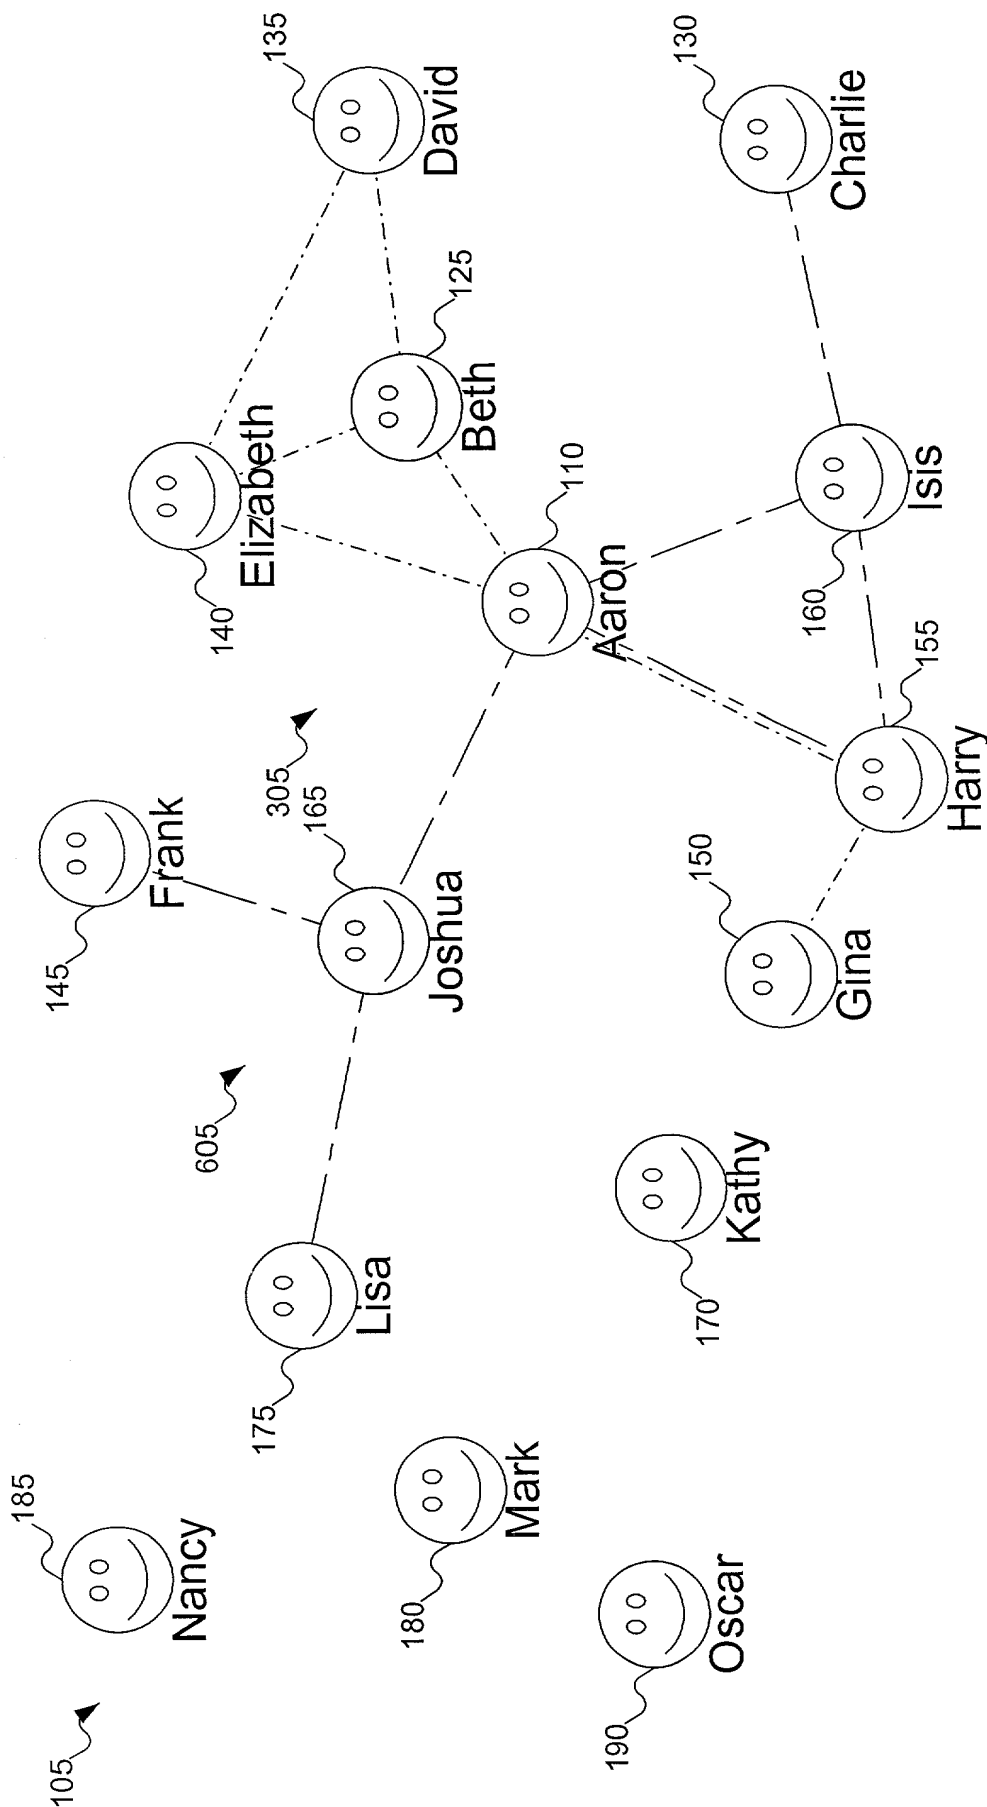 185
105
145
Frank
Nancy
605
140
Elizabeth
175
135
305
165
Lisa
180
David
Joshua
125
Beth
Mark
110
Aaron
190
130
150
170
Oscar
Kathy
160
Charlie
Gina
Isis
155
Harry